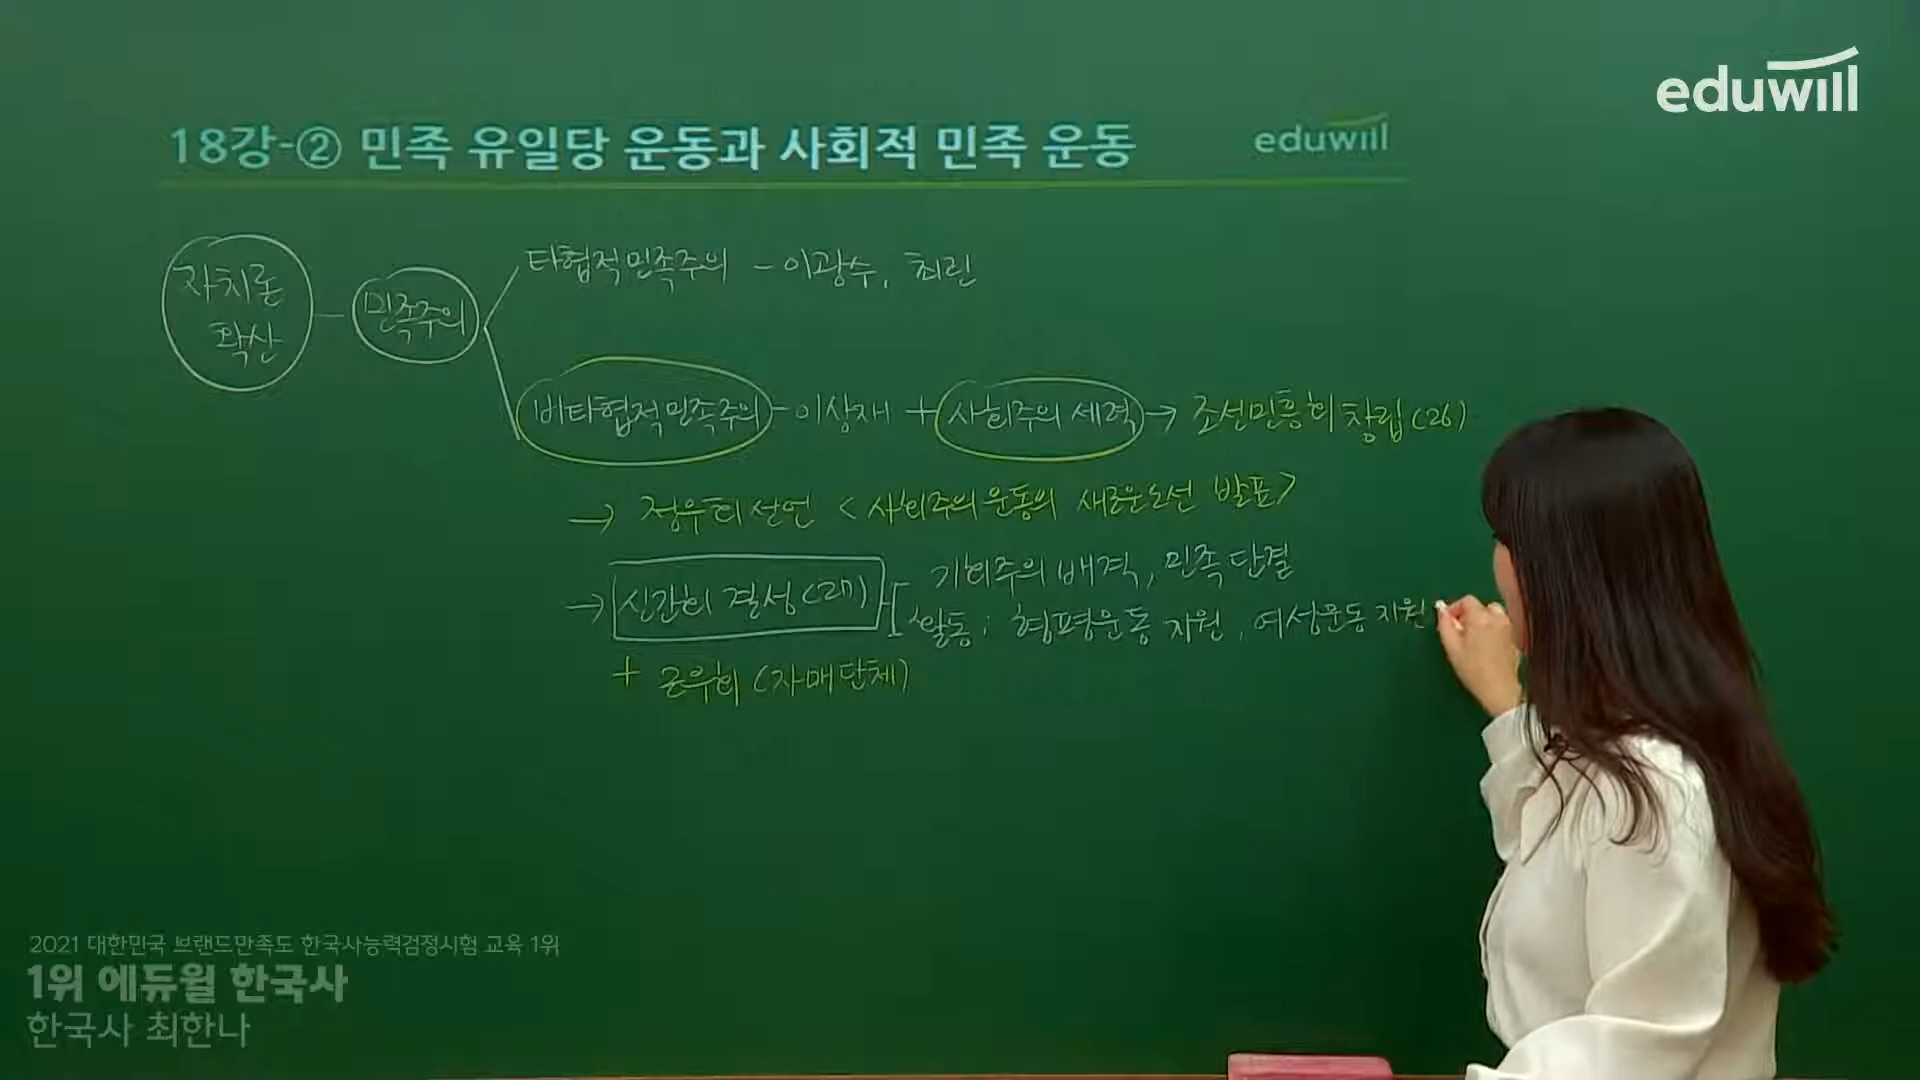 eduwill
18강-② 민족 유일당 운동과 사회적 민족 운동 eduwill
자치론
확산
민족주의
타협적민족주의 - 이광수, 최린
비타협적민족주의 - 이상재 + 사회주의 세력 → 조선민흥회 창립(26)
→ 정우회 선언 < 사회주의운동의 새로운노선 발표>
→ 신간회 결성(27)
기회주의 배격, 민족 단결
활동: 형평운동 지원, 여성운동 지원
+ 근우회 (자매단체)
2021 대한민국 브랜드만족도 한국사능력검정시험 교육 1위
1위 에듀윌 한국사
한국사 최한나